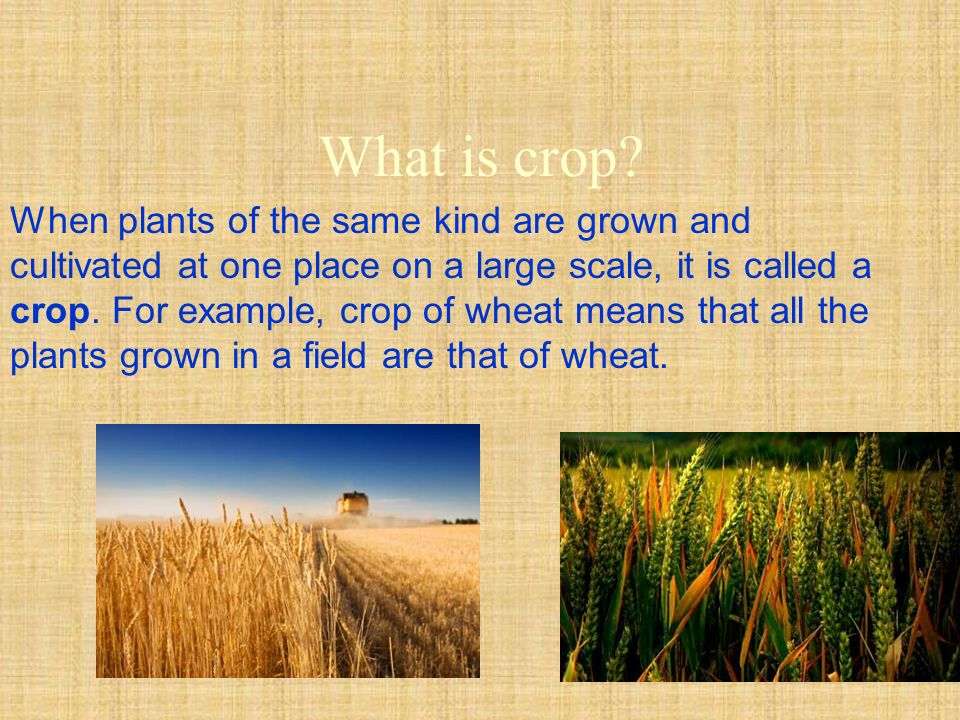 What is crop?
When plants of the same kind are grown and
cultivated at one place on a large scale, it is called a
crop. For example, crop of wheat means that all the
plants grown in a field are that of wheat.